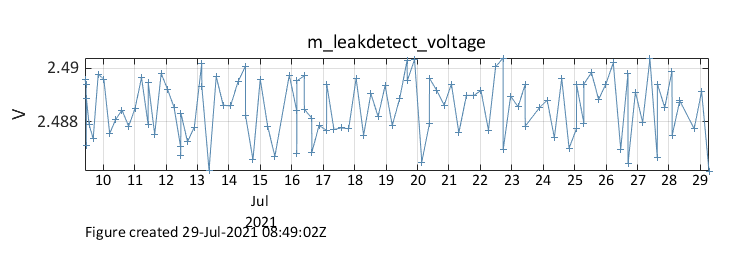 m_leakdetect_voltage
2.49
V
2.488
10 11 12 13 14 15 16 17 18 19 20 21 22 23 24 25 26 27 28 29
Jul
2021
Figure created 29-Jul-2021 08:49:02Z